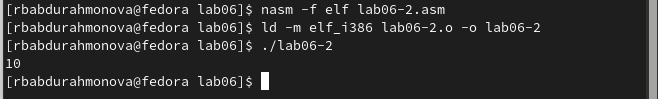 [rbabdurahmonova@fedora lab06]$ nasm -f elf lab06-2.asm
[rbabdurahmonova@fedora lab06]$ ld -m elf_i386 lab06-2.o -o lab06-2
[rbabdurahmonova@fedora lab06]$ ./lab06-2
10
[rbabdurahmonova@fedora lab06]$